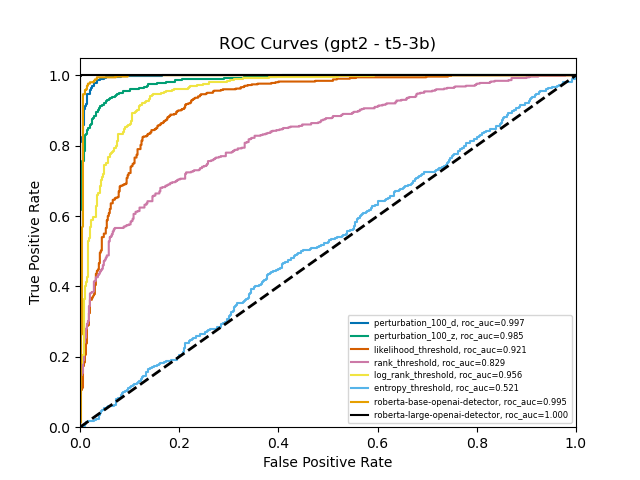 ROC Curves (gpt2 - t5-3b)
1.0
0.8
0.6
0.4
0.2
0.0
True Positive Rate
perturbation_100_d, roc_auc=0.997
perturbation_100_z, roc_auc=0.985
likelihood_threshold, roc_auc=0.921
rank_threshold, roc_auc=0.829
log_rank_threshold, roc_auc=0.956
entropy_threshold, roc_auc=0.521
roberta-base-openai-detector, roc_auc=0.995
roberta-large-openai-detector, roc_auc=1.000
0.0 0.2 0.4 0.6 0.8 1.0
False Positive Rate